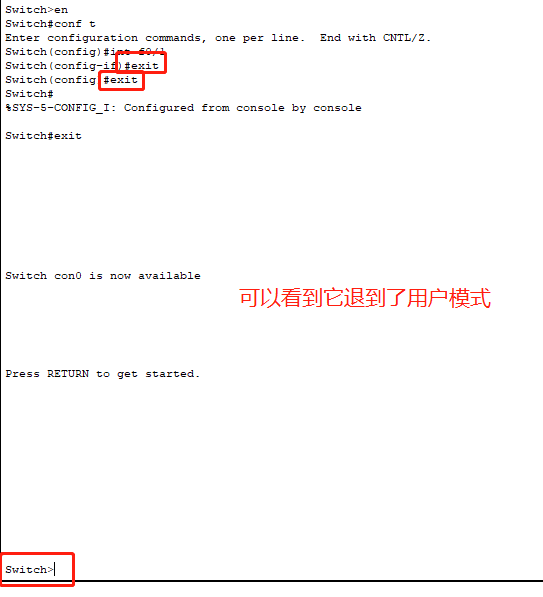 Switch>en
Switch#conf t
Enter configuration commands, one per line.  End with CNTL/Z.
Switch(config)#int f0/1
Switch(config-if)#exit
Switch(config)#exit
Switch#
%SYS-5-CONFIG_I: Configured from console by console
Switch#exit
Switch con0 is now available
可以看到它退到了用户模式
Press RETURN to get started.
Switch>